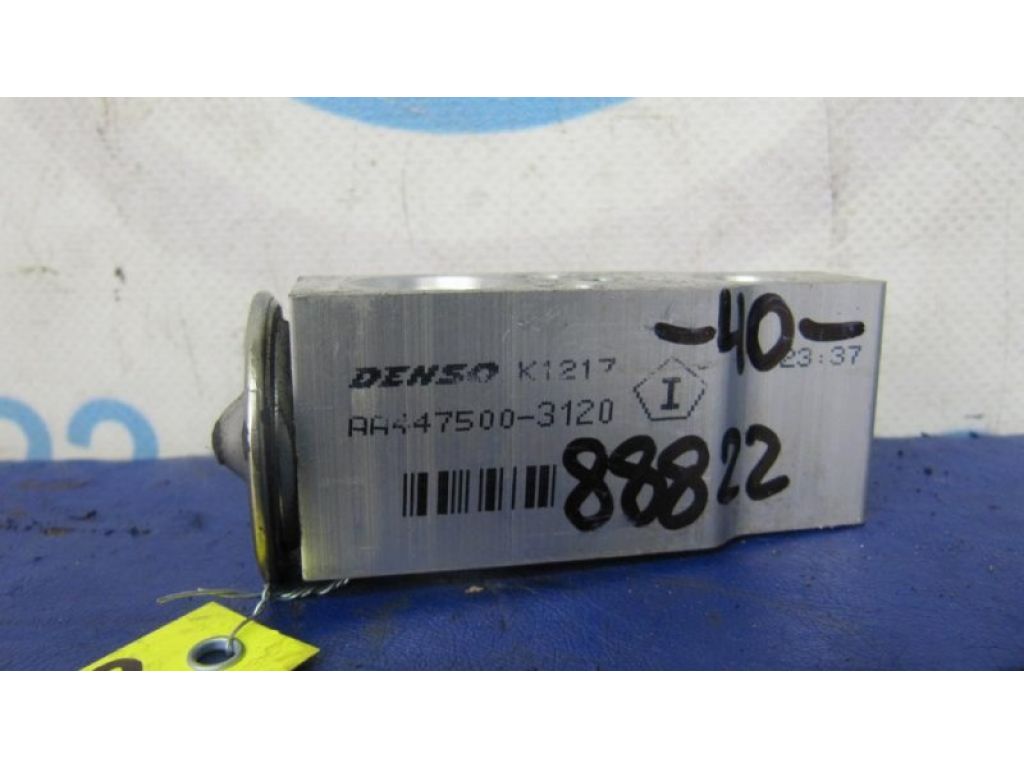 -40-
DENSO K1217 I 23:37
AA447500-3120
88822